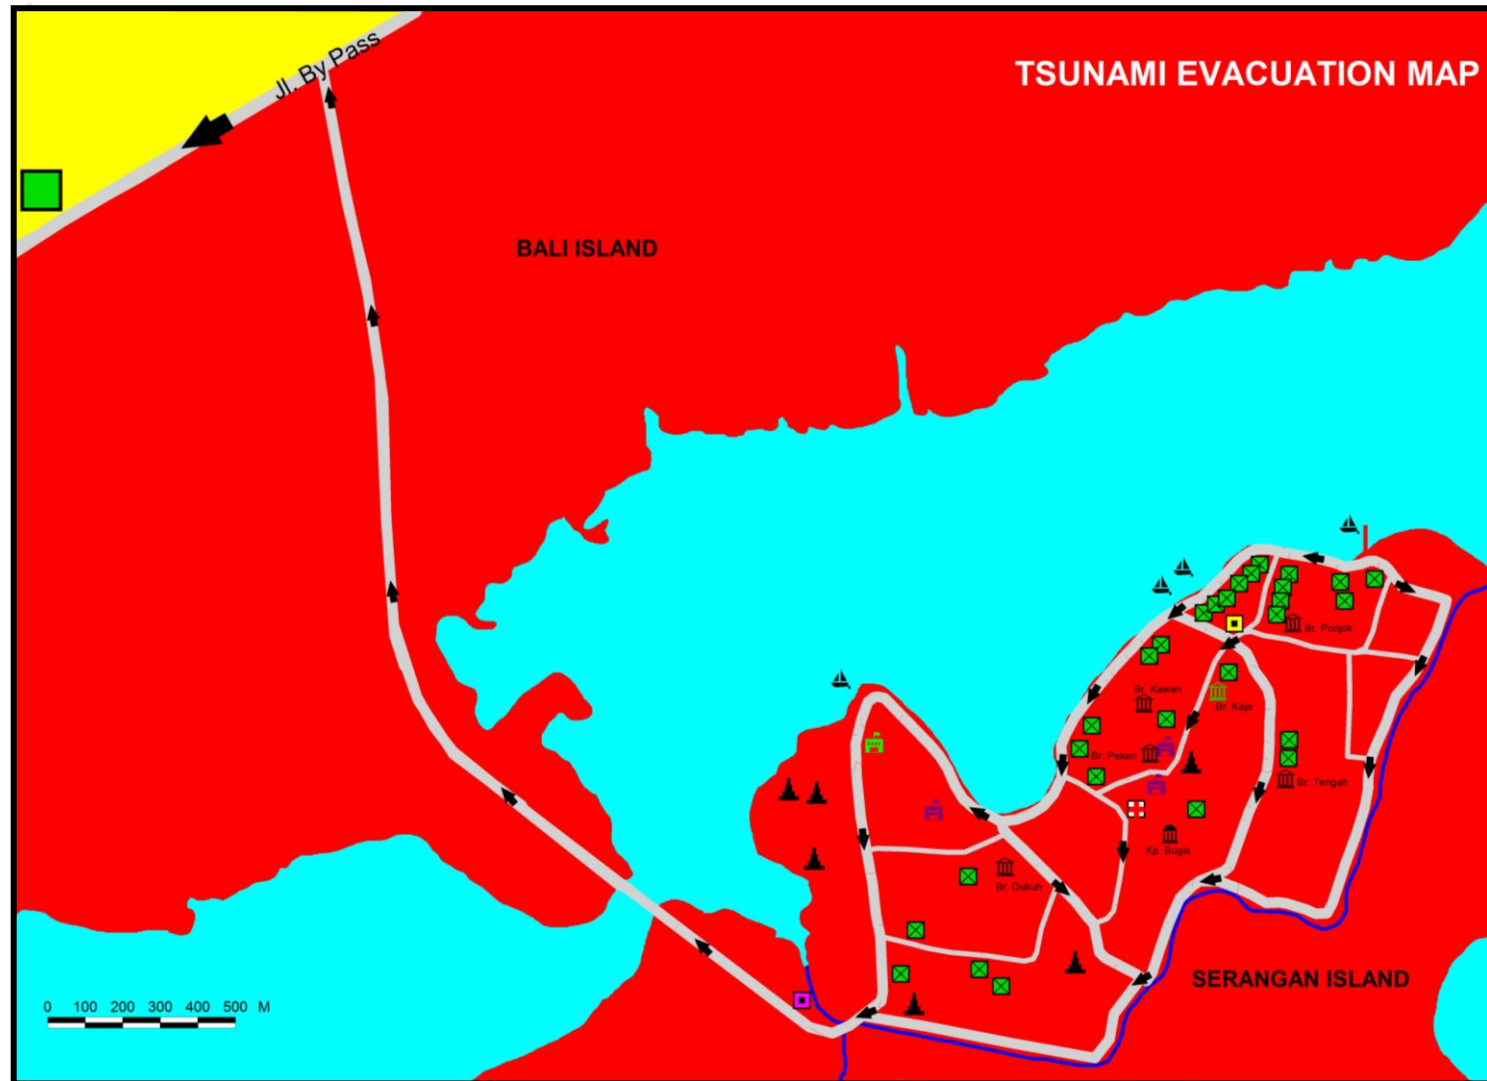 Jl. By Pass
TSUNAMI EVACUATION MAP
BALI ISLAND
Br. Ponjok
Br. Kawan
Br. Kaja
Br. Peken
Br. Tengah
Kp. Bugis
Br. Dukuh
SERANGAN ISLAND
0 100 200 300 400 500 M